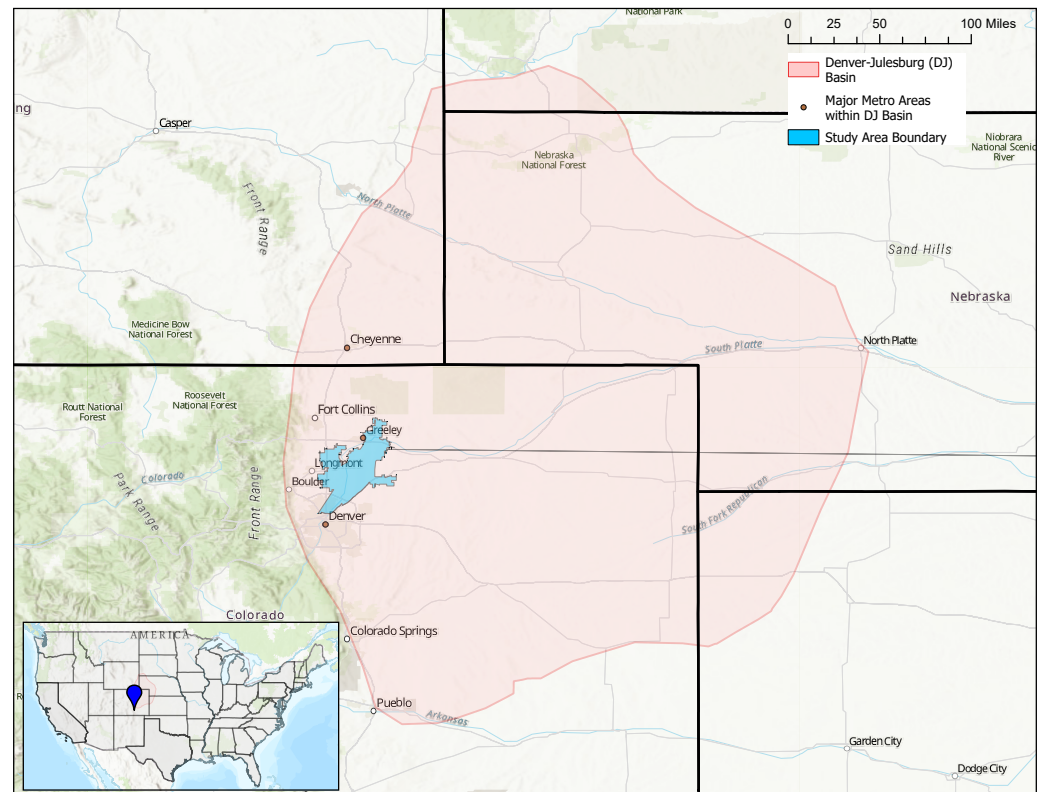 National Park
0 25 50 100 Miles
Denver-Julesburg (DJ)
Basin
Major Metro Areas
within DJ Basin
Study Area Boundary
ng
Casper
Niobrara
National Scenic
River
Nebraska
National Forest
Front Range
North Platte
Sand Hills
Nebraska
Medicine Bow
National Forest
Cheyenne
South Platte
North Platte
Routt National
Forest
Roosevelt
National Forest
Fort Collins
Greeley
Longmont
Colorado
Boulder
Park Range
Front Range
South Fork Republican
Denver
Colorado
Colorado Springs
AMERICA
R
Pueblo
Arkansas
Garden City
Dodge City